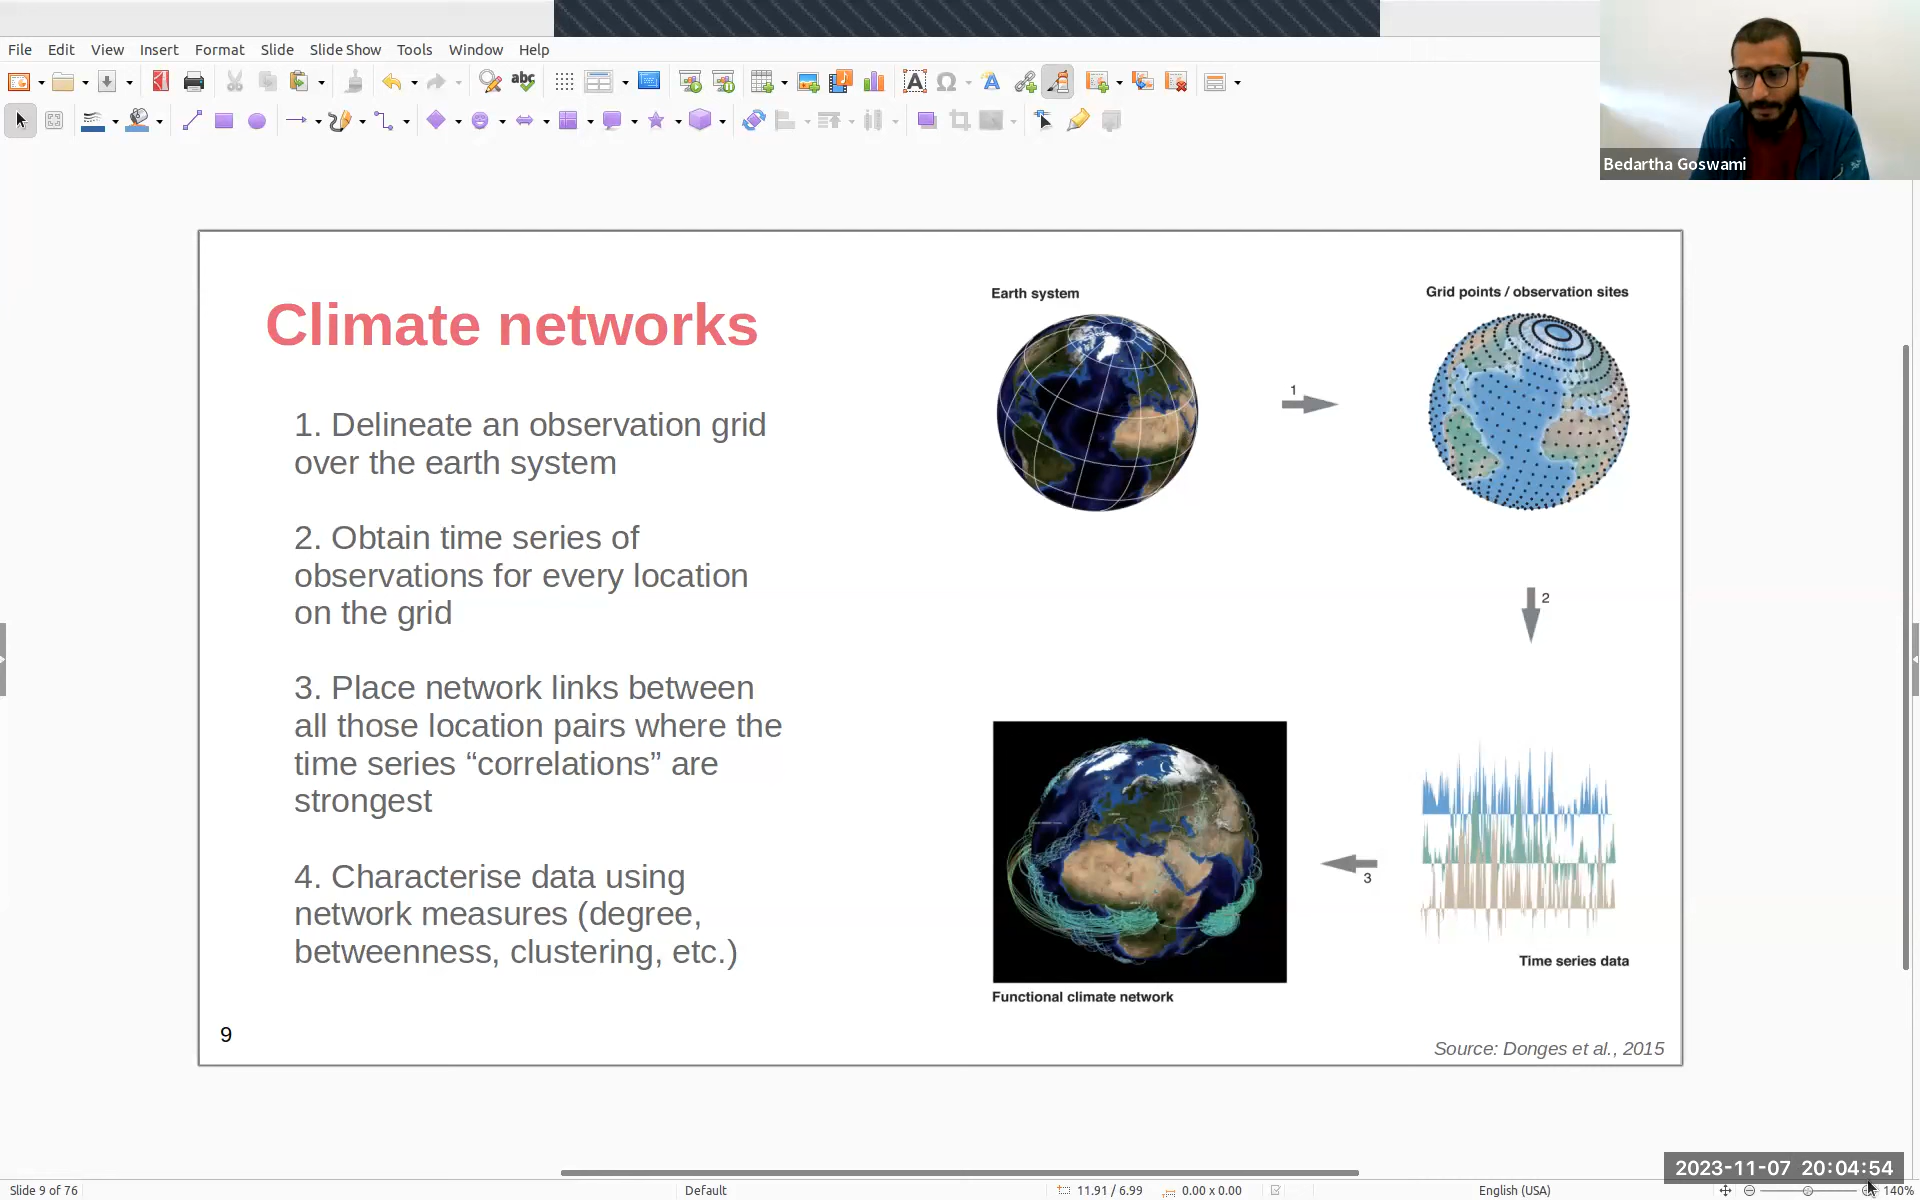 File Edit View Insert Format Slide Slide Show Tools Window Help
abc
Bedartha Goswami
Climate networks
1. Delineate an observation grid
over the earth system
2. Obtain time series of
observations for every location
on the grid
3. Place network links between
all those location pairs where the
time series “correlations” are
strongest
4. Characterise data using
network measures (degree,
betweenness, clustering, etc.)
9
Earth system
1
Grid points / observation sites
2
3
Time series data
Functional climate network
Source: Donges et al., 2015
2023-11-07 20:04:54
Slide 9 of 76
Default
11.91 / 6.99
0.00 x 0.00
English (USA)
140%